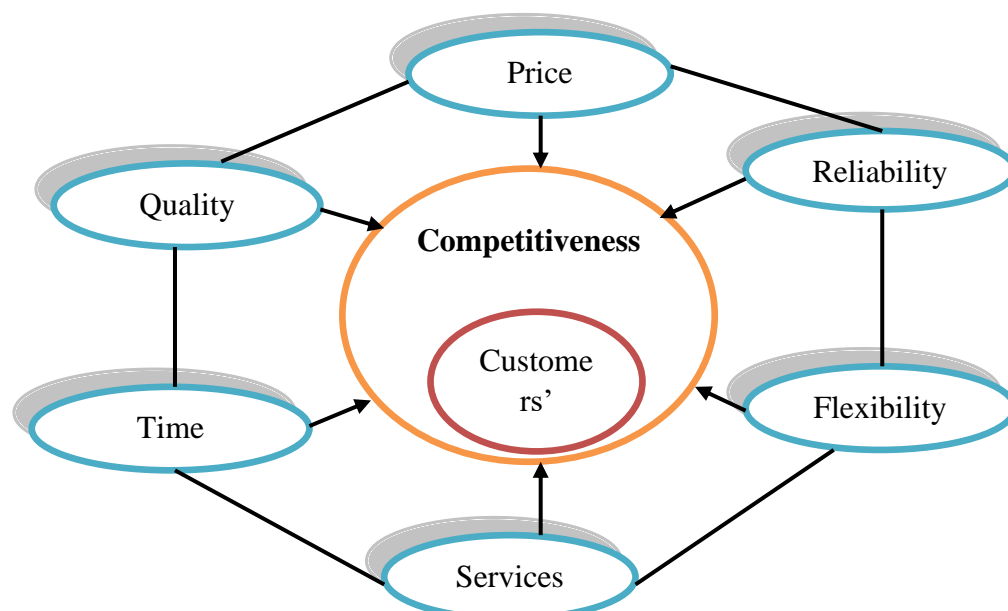 Price
Reliability
Quality
Competitiveness
Custome
rs’
Flexibility
Time
Services